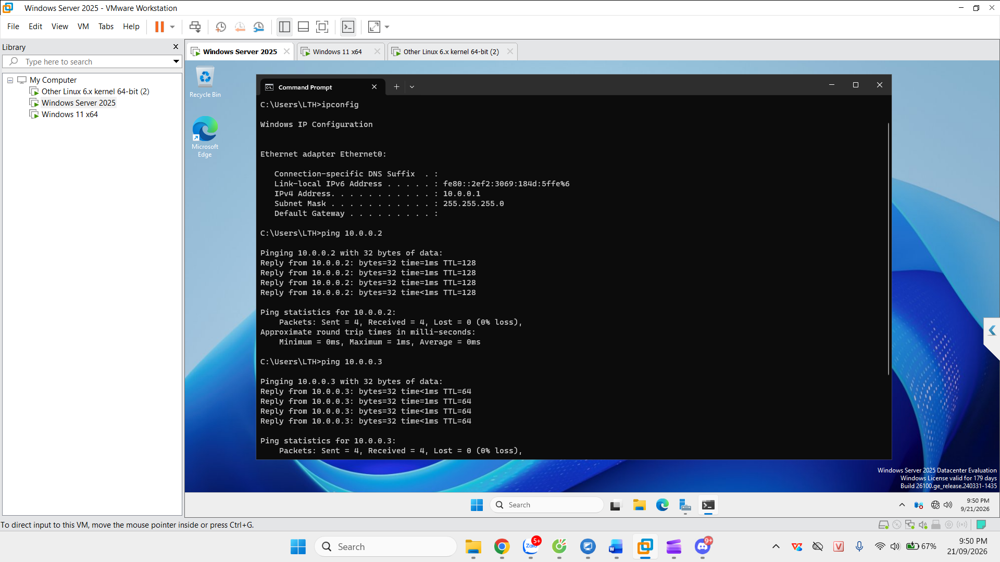 Windows Server 2025 - VMware Workstation
File Edit View VM Tabs Help
Library
Type here to search
My Computer
Other Linux 6.x kernel 64-bit (2)
Windows Server 2025
Windows 11 x64
Windows Server 2025 Windows 11 x64 Other Linux 6.x kernel 64-bit (2)
Recycle Bin
Microsoft
Edge
Command Prompt
C:\Users\LTH>ipconfig
Windows IP Configuration
Ethernet adapter Ethernet0:
Connection-specific DNS Suffix  . :
Link-local IPv6 Address . . . . . : fe80::2ef2:3069:184d:5ffe%6
IPv4 Address. . . . . . . . . . . : 10.0.0.1
Subnet Mask . . . . . . . . . . . : 255.255.255.0
Default Gateway . . . . . . . . . :
C:\Users\LTH>ping 10.0.0.2
Pinging 10.0.0.2 with 32 bytes of data:
Reply from 10.0.0.2: bytes=32 time=1ms TTL=128
Reply from 10.0.0.2: bytes=32 time=1ms TTL=128
Reply from 10.0.0.2: bytes=32 time=1ms TTL=128
Reply from 10.0.0.2: bytes=32 time<1ms TTL=128
Ping statistics for 10.0.0.2:
Packets: Sent = 4, Received = 4, Lost = 0 (0% loss),
Approximate round trip times in milli-seconds:
Minimum = 0ms, Maximum = 1ms, Average = 0ms
C:\Users\LTH>ping 10.0.0.3
Pinging 10.0.0.3 with 32 bytes of data:
Reply from 10.0.0.3: bytes=32 time<1ms TTL=64
Reply from 10.0.0.3: bytes=32 time=1ms TTL=64
Reply from 10.0.0.3: bytes=32 time<1ms TTL=64
Reply from 10.0.0.3: bytes=32 time<1ms TTL=64
Ping statistics for 10.0.0.3:
Packets: Sent = 4, Received = 4, Lost = 0 (0% loss),
Windows Server 2025 Datacenter Evaluation
Windows License valid for 179 days
Build 26100.ge_release.240331-1435
Search
9:50 PM
9/21/2026
To direct input to this VM, move the mouse pointer inside or press Ctrl+G.
Search
Zalo
5+
9+
67%
9:50 PM
21/09/2026